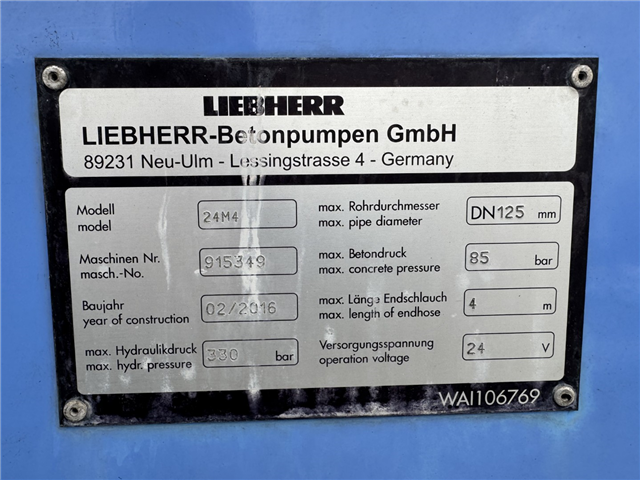 LIEBHERR
LIEBHERR-Betonpumpen GmbH
89231 Neu-Ulm - Lessingstrasse 4 - Germany
Modell
model
24M4
Maschinen Nr.
masch.-No.
915349
Baujahr
year of construction
02/2016
max. Hydraulikdruck
max. hydr. pressure
330 bar
max. Rohrdurchmesser
max. pipe diameter
DN125 mm
max. Betondruck
max. concrete pressure
85 bar
max. Länge Endschlauch
max. length of endhose
4 m
Versorgungsspannung
operation voltage
24 V
WAI106769